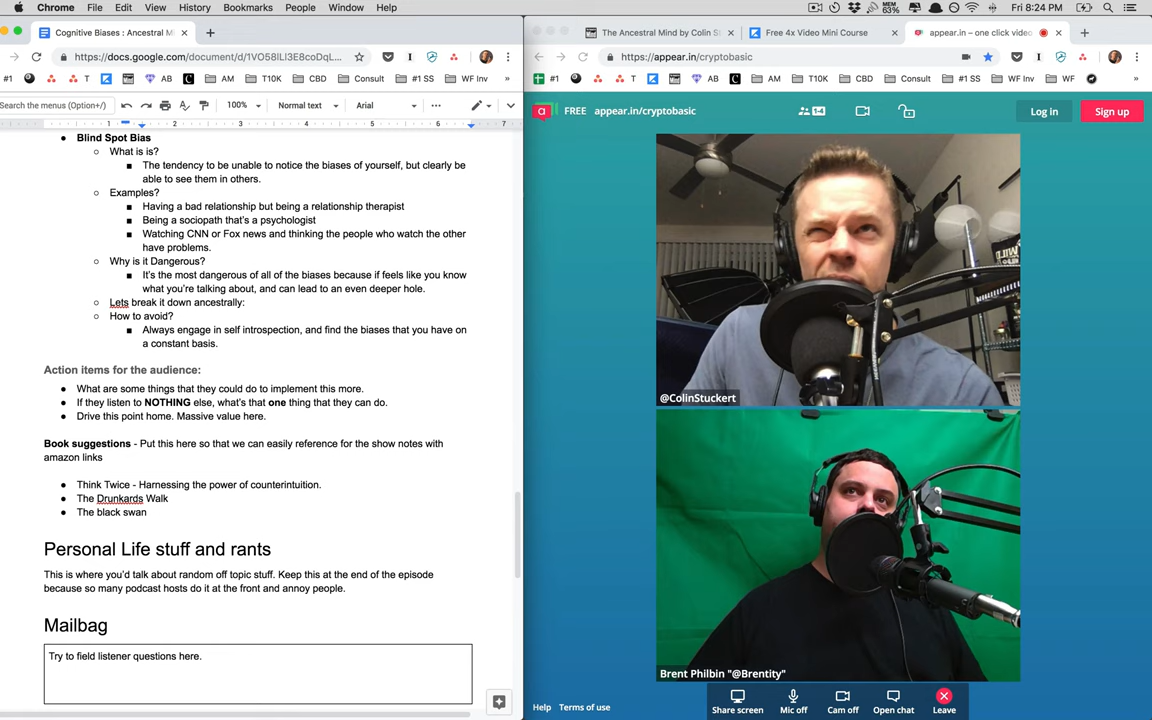 Chrome File Edit View History Bookmarks People Window Help
MEM
63%
Fri 8:24 PM
Cognitive Biases : Ancestral M
https://docs.google.com/document/d/1VO58ILI3E8coDqL...
#1 T AB AM T10K CBD Consult #1 SS WF Inv »
Search the menus (Option+/) 100% Normal text Arial
1 2 3 4 5 6 7
Blind Spot Bias
What is is?
The tendency to be unable to notice the biases of yourself, but clearly be
able to see them in others.
Examples?
Having a bad relationship but being a relationship therapist
Being a sociopath that's a psychologist
Watching CNN or Fox news and thinking the people who watch the other
have problems.
Why is it Dangerous?
It's the most dangerous of all of the biases because if feels like you know
what you're talking about, and can lead to an even deeper hole.
Lets break it down ancestrally:
How to avoid?
Always engage in self introspection, and find the biases that you have on
a constant basis.
Action items for the audience:
What are some things that they could do to implement this more.
If they listen to NOTHING else, what's that one thing that they can do.
Drive this point home. Massive value here.
Book suggestions - Put this here so that we can easily reference for the show notes with
amazon links
Think Twice - Harnessing the power of counterintuition.
The Drunkards Walk
The black swan
Personal Life stuff and rants
This is where you'd talk about random off topic stuff. Keep this at the end of the episode
because so many podcast hosts do it at the front and annoy people.
Mailbag
Try to field listener questions here.
The Ancestral Mind by Colin S
Free 4x Video Mini Course
appear.in – one click video
https://appear.in/cryptobasic
#1 T AB AM T10K CBD Consult #1 SS WF Inv WF »
FREE appear.in/cryptobasic
14
Log in
Sign up
@ColinStuckert
Brent Philbin "@Brentity"
Help Terms of use
Share screen Mic off Cam off Open chat Leave